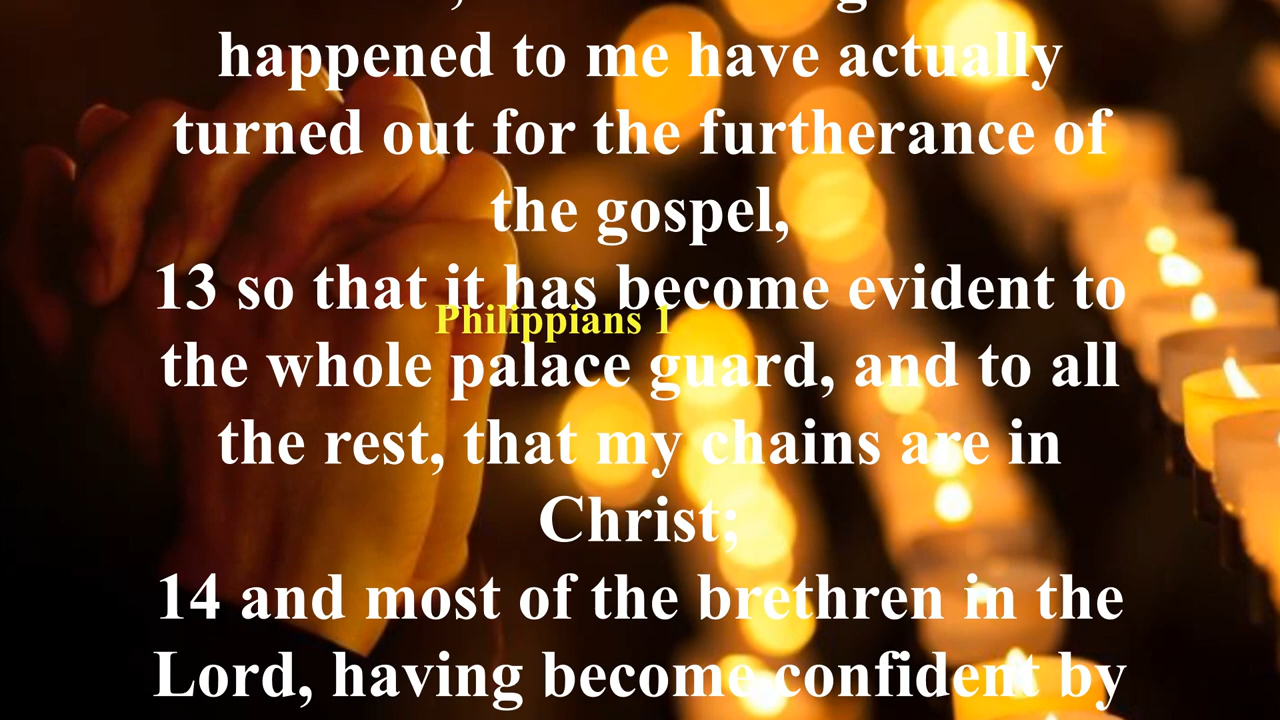 happened to me have actually
turned out for the furtherance of
the gospel,
13 so that it has become evident to
Philippians 1
the whole palace guard, and to all
the rest, that my chains are in
Christ;
14 and most of the brethren in the
Lord, having become confident by